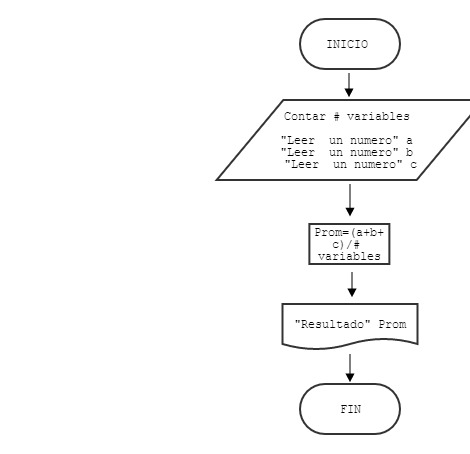 INICIO
Contar # variables
"Leer  un numero" a
"Leer  un numero" b
"Leer  un numero" c
Prom=(a+b+
c)/#
variables
"Resultado" Prom
FIN